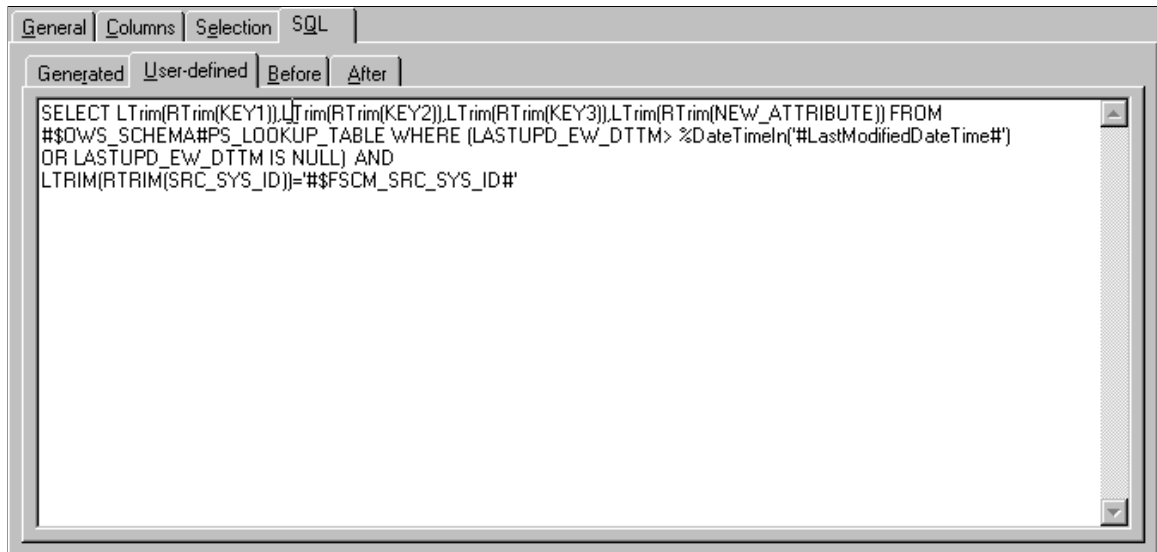 General Columns Selection SQL
Generated User-defined Before After
SELECT LTrim(RTrim(KEY1)),LTrim(RTrim(KEY2)),LTrim(RTrim(KEY3)),LTrim(RTrim(NEW_ATTRIBUTE)) FROM
#$OWS_SCHEMA#PS_LOOKUP_TABLE WHERE (LASTUPD_EW_DTTM> %DateTimeIn('#LastModifiedDateTime#')
OR LASTUPD_EW_DTTM IS NULL) AND
LTRIM(RTRIM(SRC_SYS_ID))='#$FSCM_SRC_SYS_ID#'